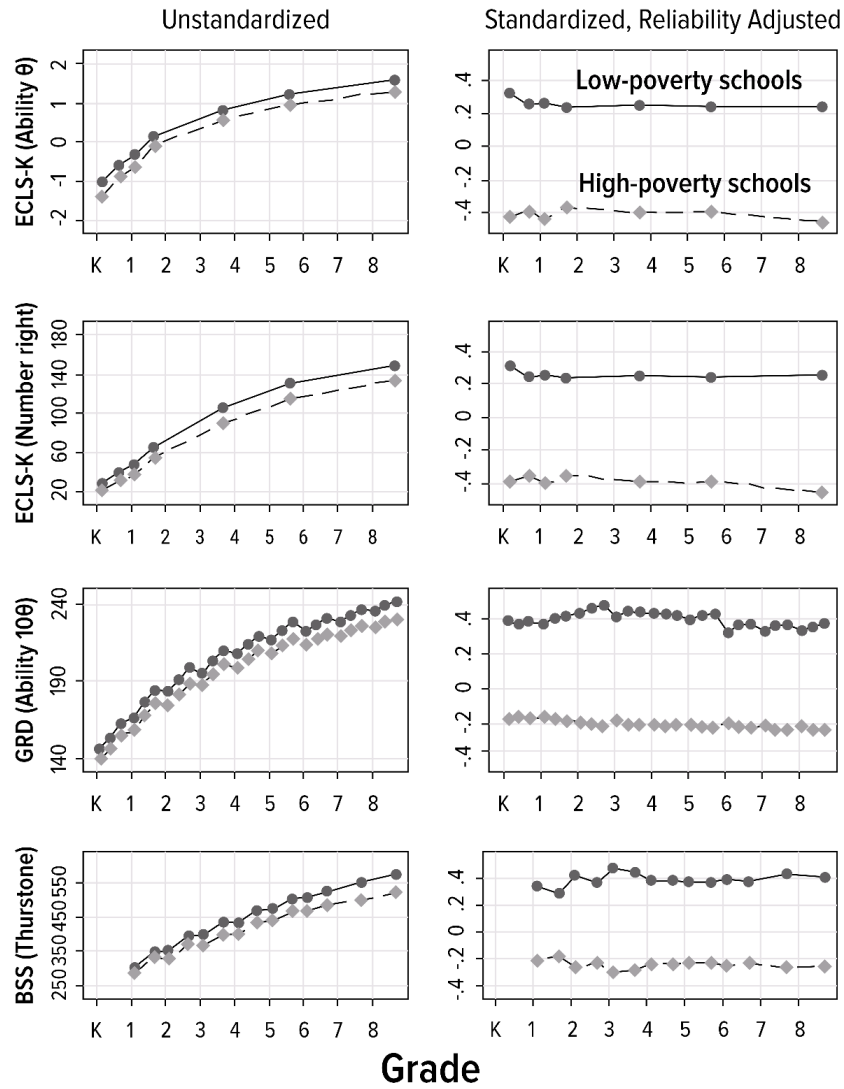 Unstandardized
Standardized, Reliability Adjusted
ECLS-K (Ability θ)
2
1
0
-1
-2
K 1 2 3 4 5 6 7 8
.4
.2
0
-.2
-.4
Low-poverty schools
High-poverty schools
K 1 2 3 4 5 6 7 8
ECLS-K (Number right)
180
140
100
60
20
K 1 2 3 4 5 6 7 8
.4
.2
0
-.2
-.4
K 1 2 3 4 5 6 7 8
GRD (Ability 10θ)
240
190
140
K 1 2 3 4 5 6 7 8
.4
.2
0
-.2
-.4
K 1 2 3 4 5 6 7 8
BSS (Thurstone)
550
450
350
250
K 1 2 3 4 5 6 7 8
.4
.2
0
-.2
-.4
K 1 2 3 4 5 6 7 8
Grade